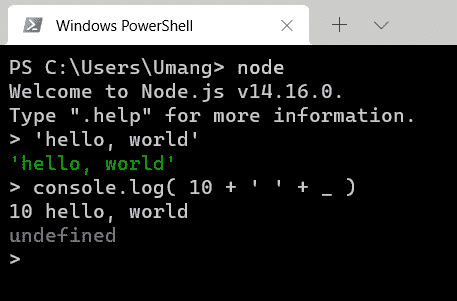 Windows PowerShell
PS C:\Users\Umang> node
Welcome to Node.js v14.16.0.
Type ".help" for more information.
> 'hello, world'
'hello, world'
> console.log( 10 + ' ' + _ )
10 hello, world
undefined
>